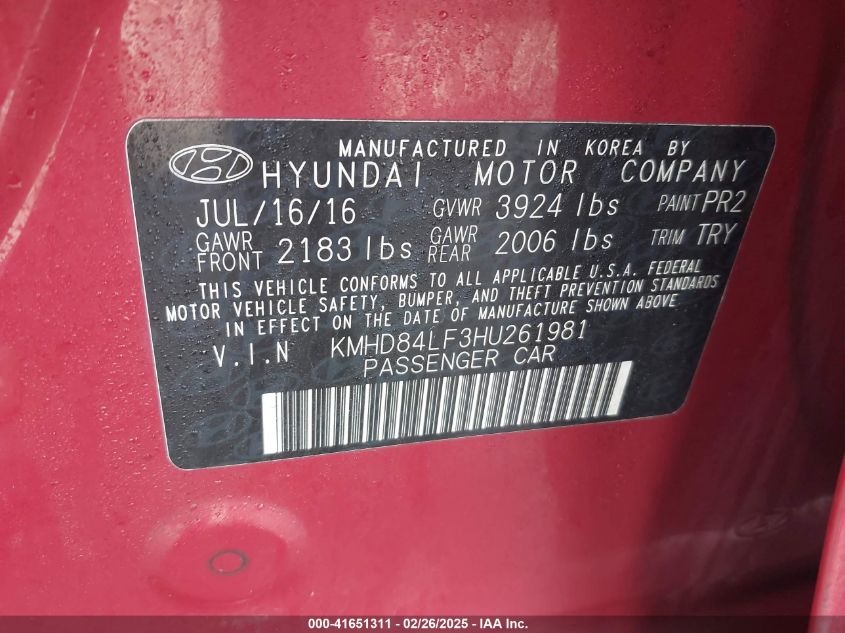 MANUFACTURED IN KOREA BY
HYUNDAI MOTOR COMPANY
JUL/16/16 GVWR 3924 lbs PAINT PR2
GAWR FRONT 2183 lbs GAWR REAR 2006 lbs TRIM TRY
THIS VEHICLE CONFORMS TO ALL APPLICABLE U.S.A. FEDERAL
MOTOR VEHICLE SAFETY, BUMPER, AND THEFT PREVENTION STANDARDS
IN EFFECT ON THE DATE OF MANUFACTURE SHOWN ABOVE
V.I.N KMHD84LF3HU261981
PASSENGER CAR
000-41651311 - 02/26/2025 - IAA Inc.